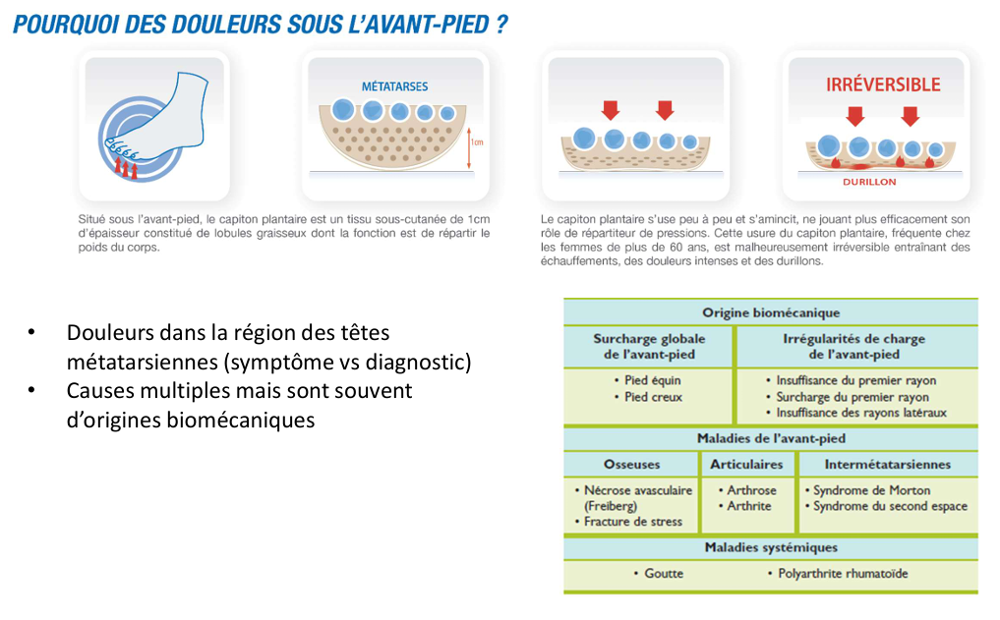 POURQUOI DES DOULEURS SOUS L'AVANT-PIED ?
MÉTATARSES
1cm
IRRÉVERSIBLE
DURILLON
Situé sous l'avant-pied, le capiton plantaire est un tissu sous-cutanée de 1cm
d'épaisseur constitué de lobules graisseux dont la fonction est de répartir le
poids du corps.
Le capiton plantaire s'use peu à peu et s'amincit, ne jouant plus efficacement son
rôle de répartiteur de pressions. Cette usure du capiton plantaire, fréquente chez
les femmes de plus de 60 ans, est malheureusement irréversible entraînant des
échauffements, des douleurs intenses et des durillons.
• Douleurs dans la région des têtes
métatarsiennes (symptôme vs diagnostic)
• Causes multiples mais sont souvent
d'origines biomécaniques
Origine biomécanique
Surcharge globale
de l'avant-pied
Irrégularités de charge
de l'avant-pied
• Pied équin
• Pied creux
• Insuffisance du premier rayon
• Surcharge du premier rayon
• Insuffisance des rayons latéraux
Maladies de l'avant-pied
Osseuses
Articulaires
Intermétatarsiennes
• Nécrose avasculaire
(Freiberg)
• Fracture de stress
• Arthrose
• Arthrite
• Syndrome de Morton
• Syndrome du second espace
Maladies systémiques
• Goutte
• Polyarthrite rhumatoïde